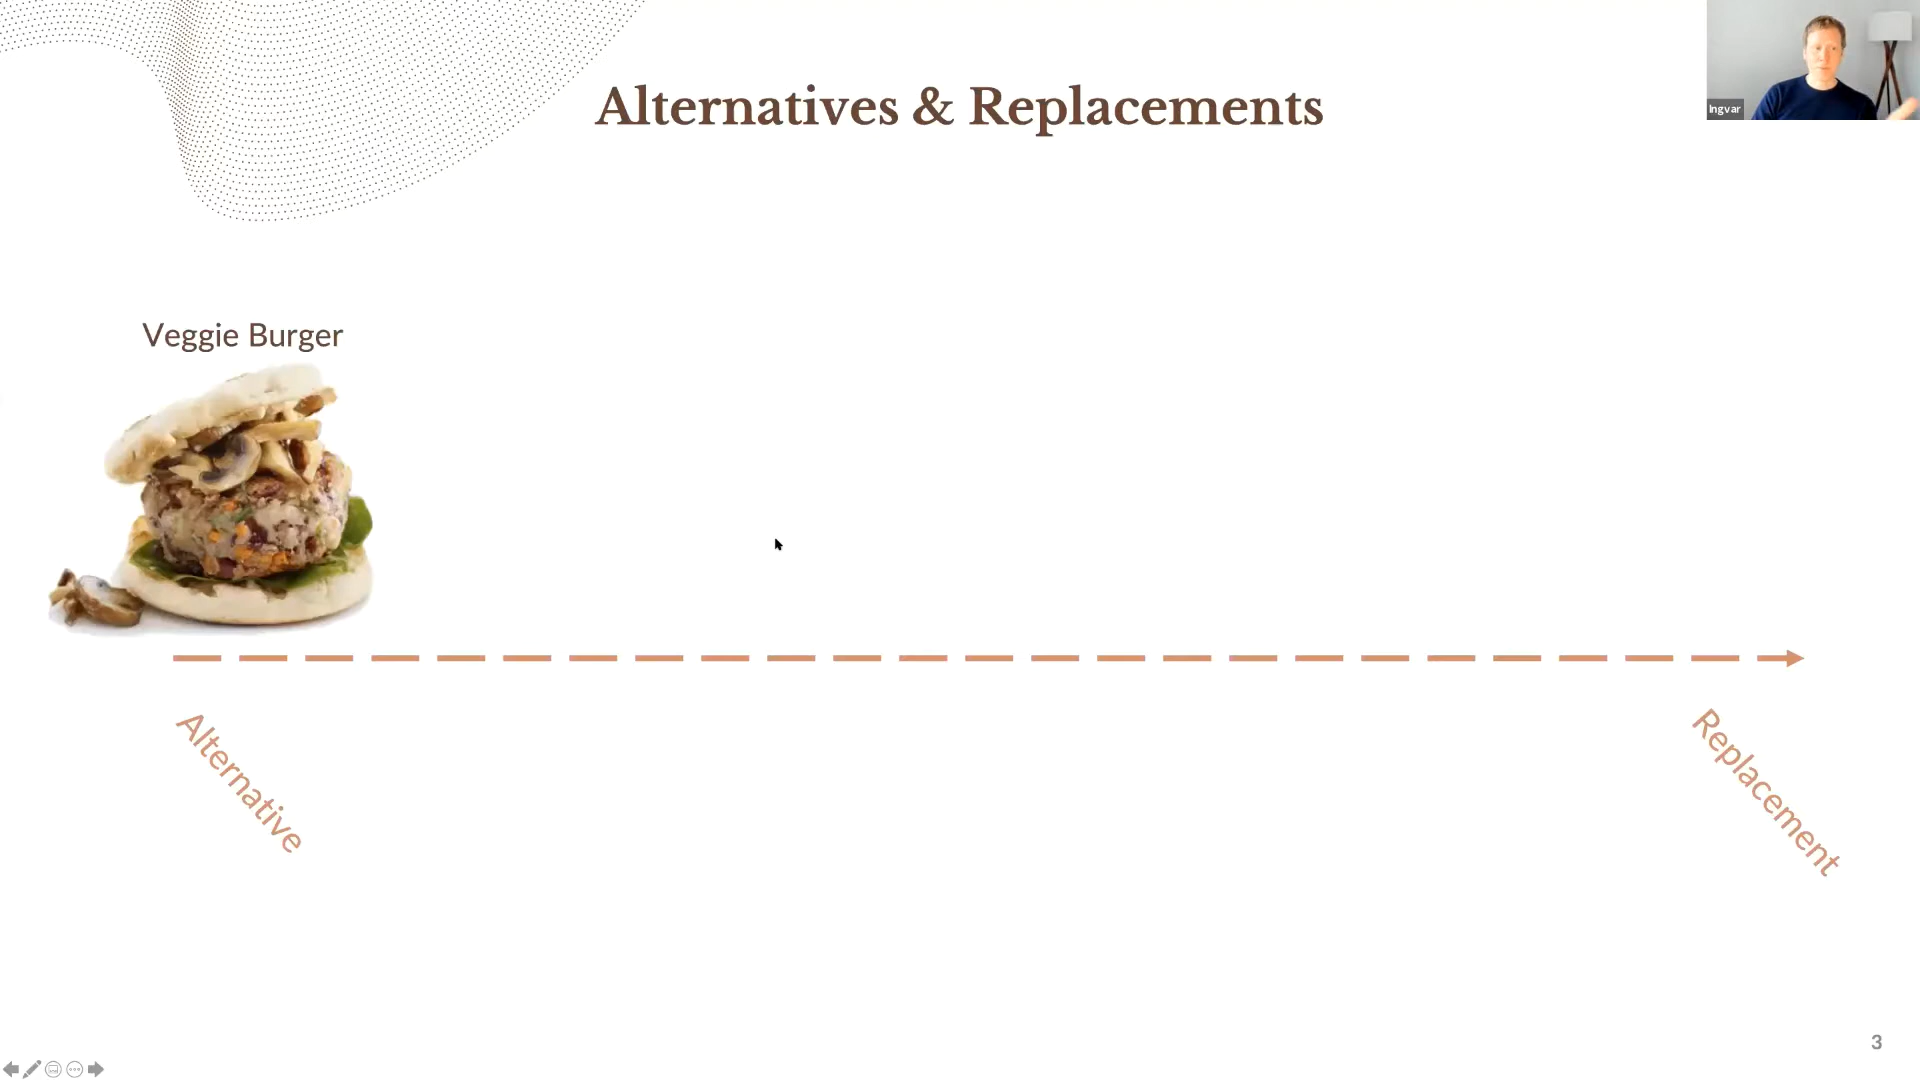 Alternatives & Replacements
Ingvar
Veggie Burger
Alternative
Replacement
3